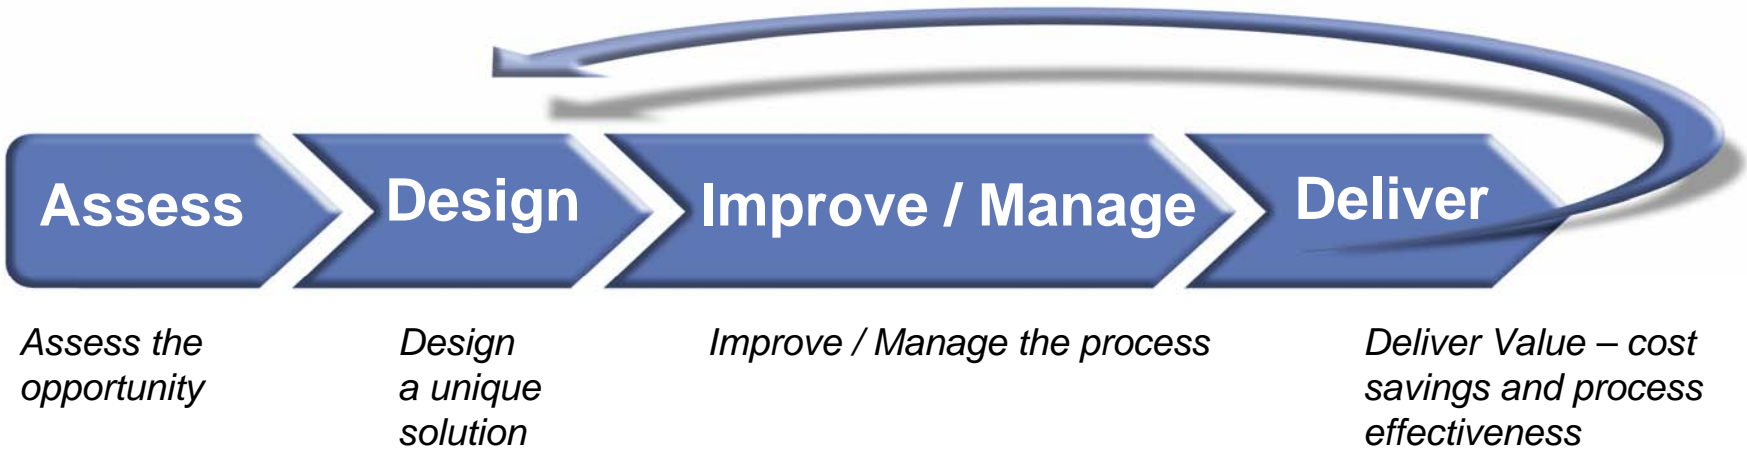 Assess
Design
Improve / Manage
Deliver
Assess the
opportunity
Design
a unique
solution
Improve / Manage the process
Deliver Value – cost
savings and process
effectiveness